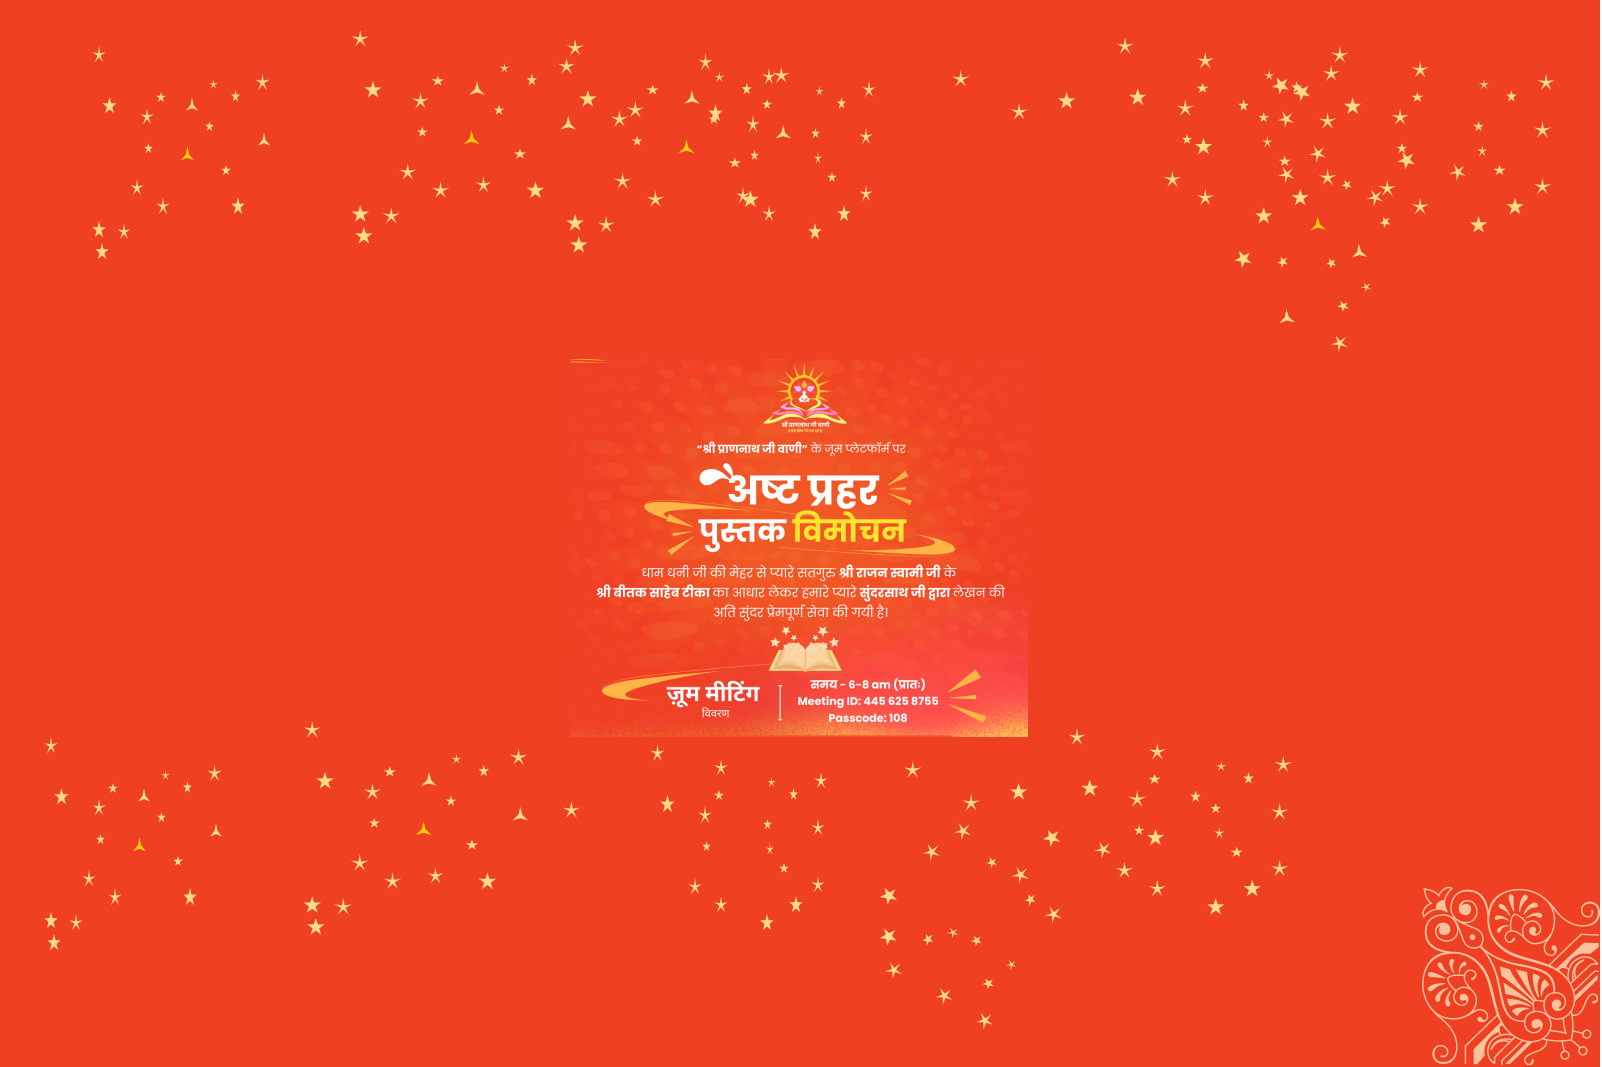 श्री प्राणनाथ जी वाणी
“श्री प्राणनाथ जी वाणी” के जूम प्लेटफॉर्म पर
अष्ट प्रहर
पुस्तक विमोचन
धाम धनी जी की मेहर से प्यारे सतगुरु श्री राजन स्वामी जी के
श्री बीतक साहेब टीका का आधार लेकर हमारे प्यारे सुंदरसाथ जी द्वारा लेखन की
अति सुंदर प्रेमपूर्ण सेवा की गयी है।
ज़ूम मीटिंग
विवरण
समय - 6-8 am (प्रातः)
Meeting ID: 445 625 8755
Passcode: 108